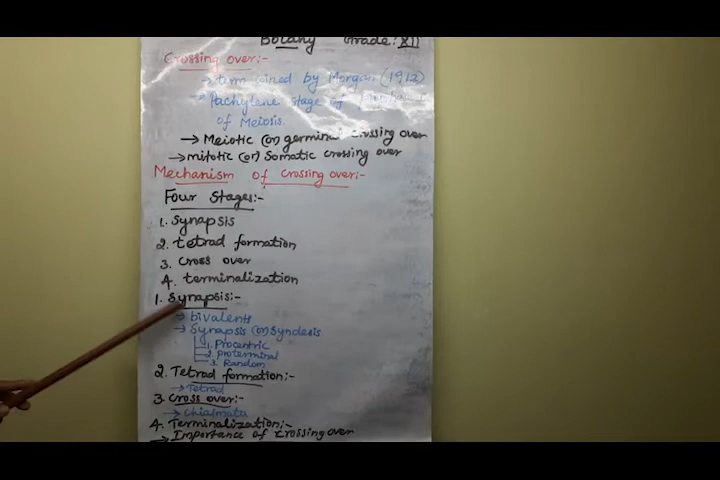 Botany Grade: XII
Crossing over:-
→ term coined by Morgan (1912)
→ Pachytene stage of
of Meiosis.
→ Meiotic (or) germinal crossing over
→ mitotic (or) Somatic crossing over
Mechanism of crossing over:-
Four Stages:-
1. Synapsis
2. tetrad formation
3. cross over
4. terminalization
1. Synapsis:-
→ bivalents
→ Synapsis (or) Syndesis
1. Procentric
2. Proterminal
3. Random
2. Tetrad formation:-
→ Tetrad
3. Cross over:-
→ Chiasmata
4. Terminalization:-
→ Importance of crossing over